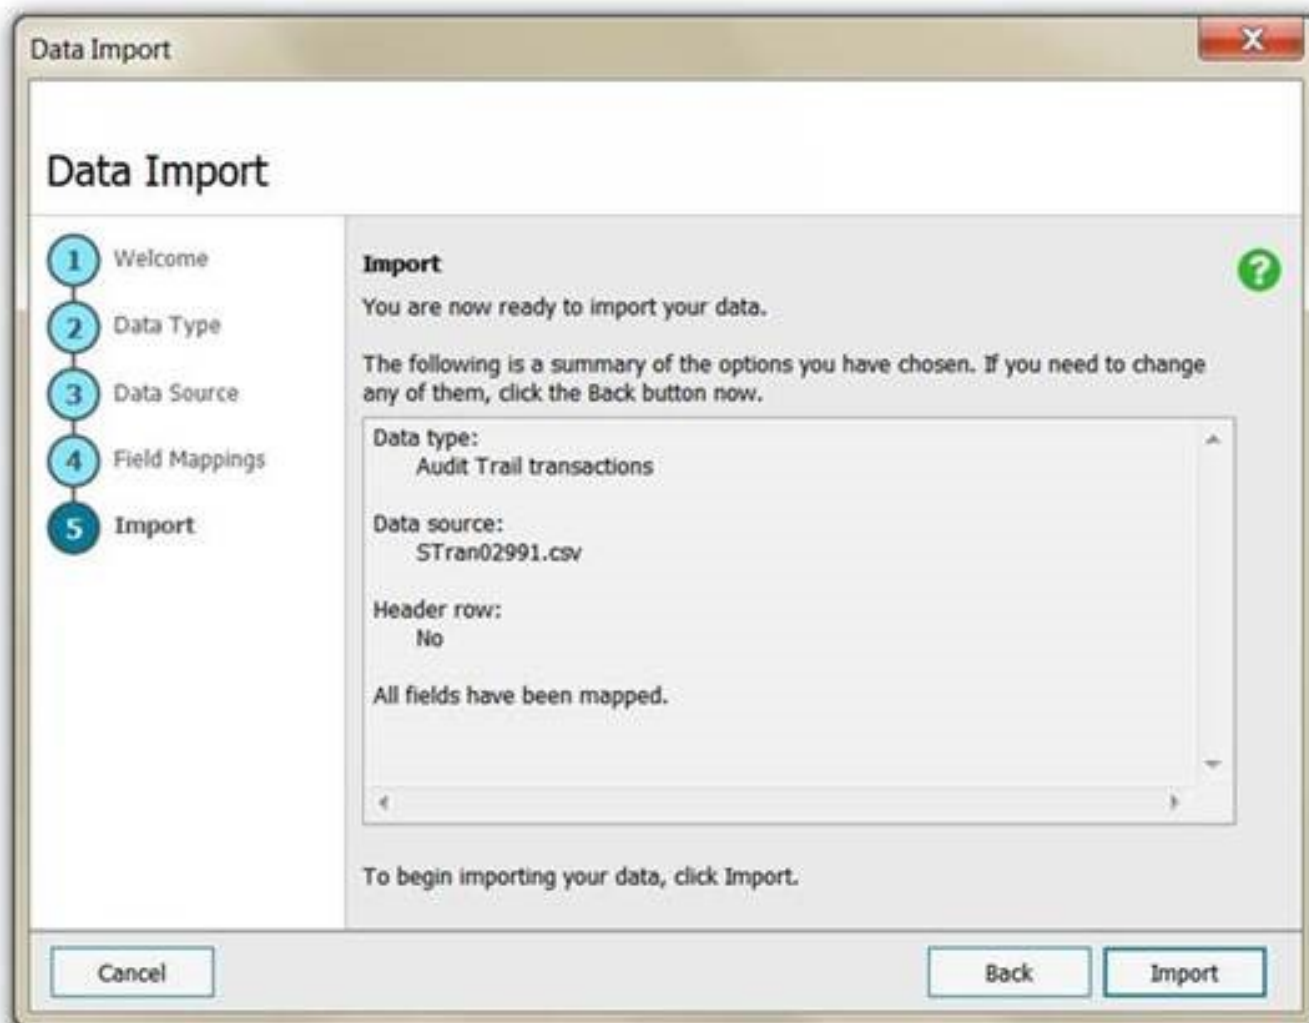 Data Import
X
Data Import
1 Welcome
2 Data Type
3 Data Source
4 Field Mappings
5 Import
Import
?
You are now ready to import your data.
The following is a summary of the options you have chosen. If you need to change
any of them, click the Back button now.
Data type:
Audit Trail transactions
Data source:
STran02991.csv
Header row:
No
All fields have been mapped.
To begin importing your data, click Import.
Cancel
Back
Import